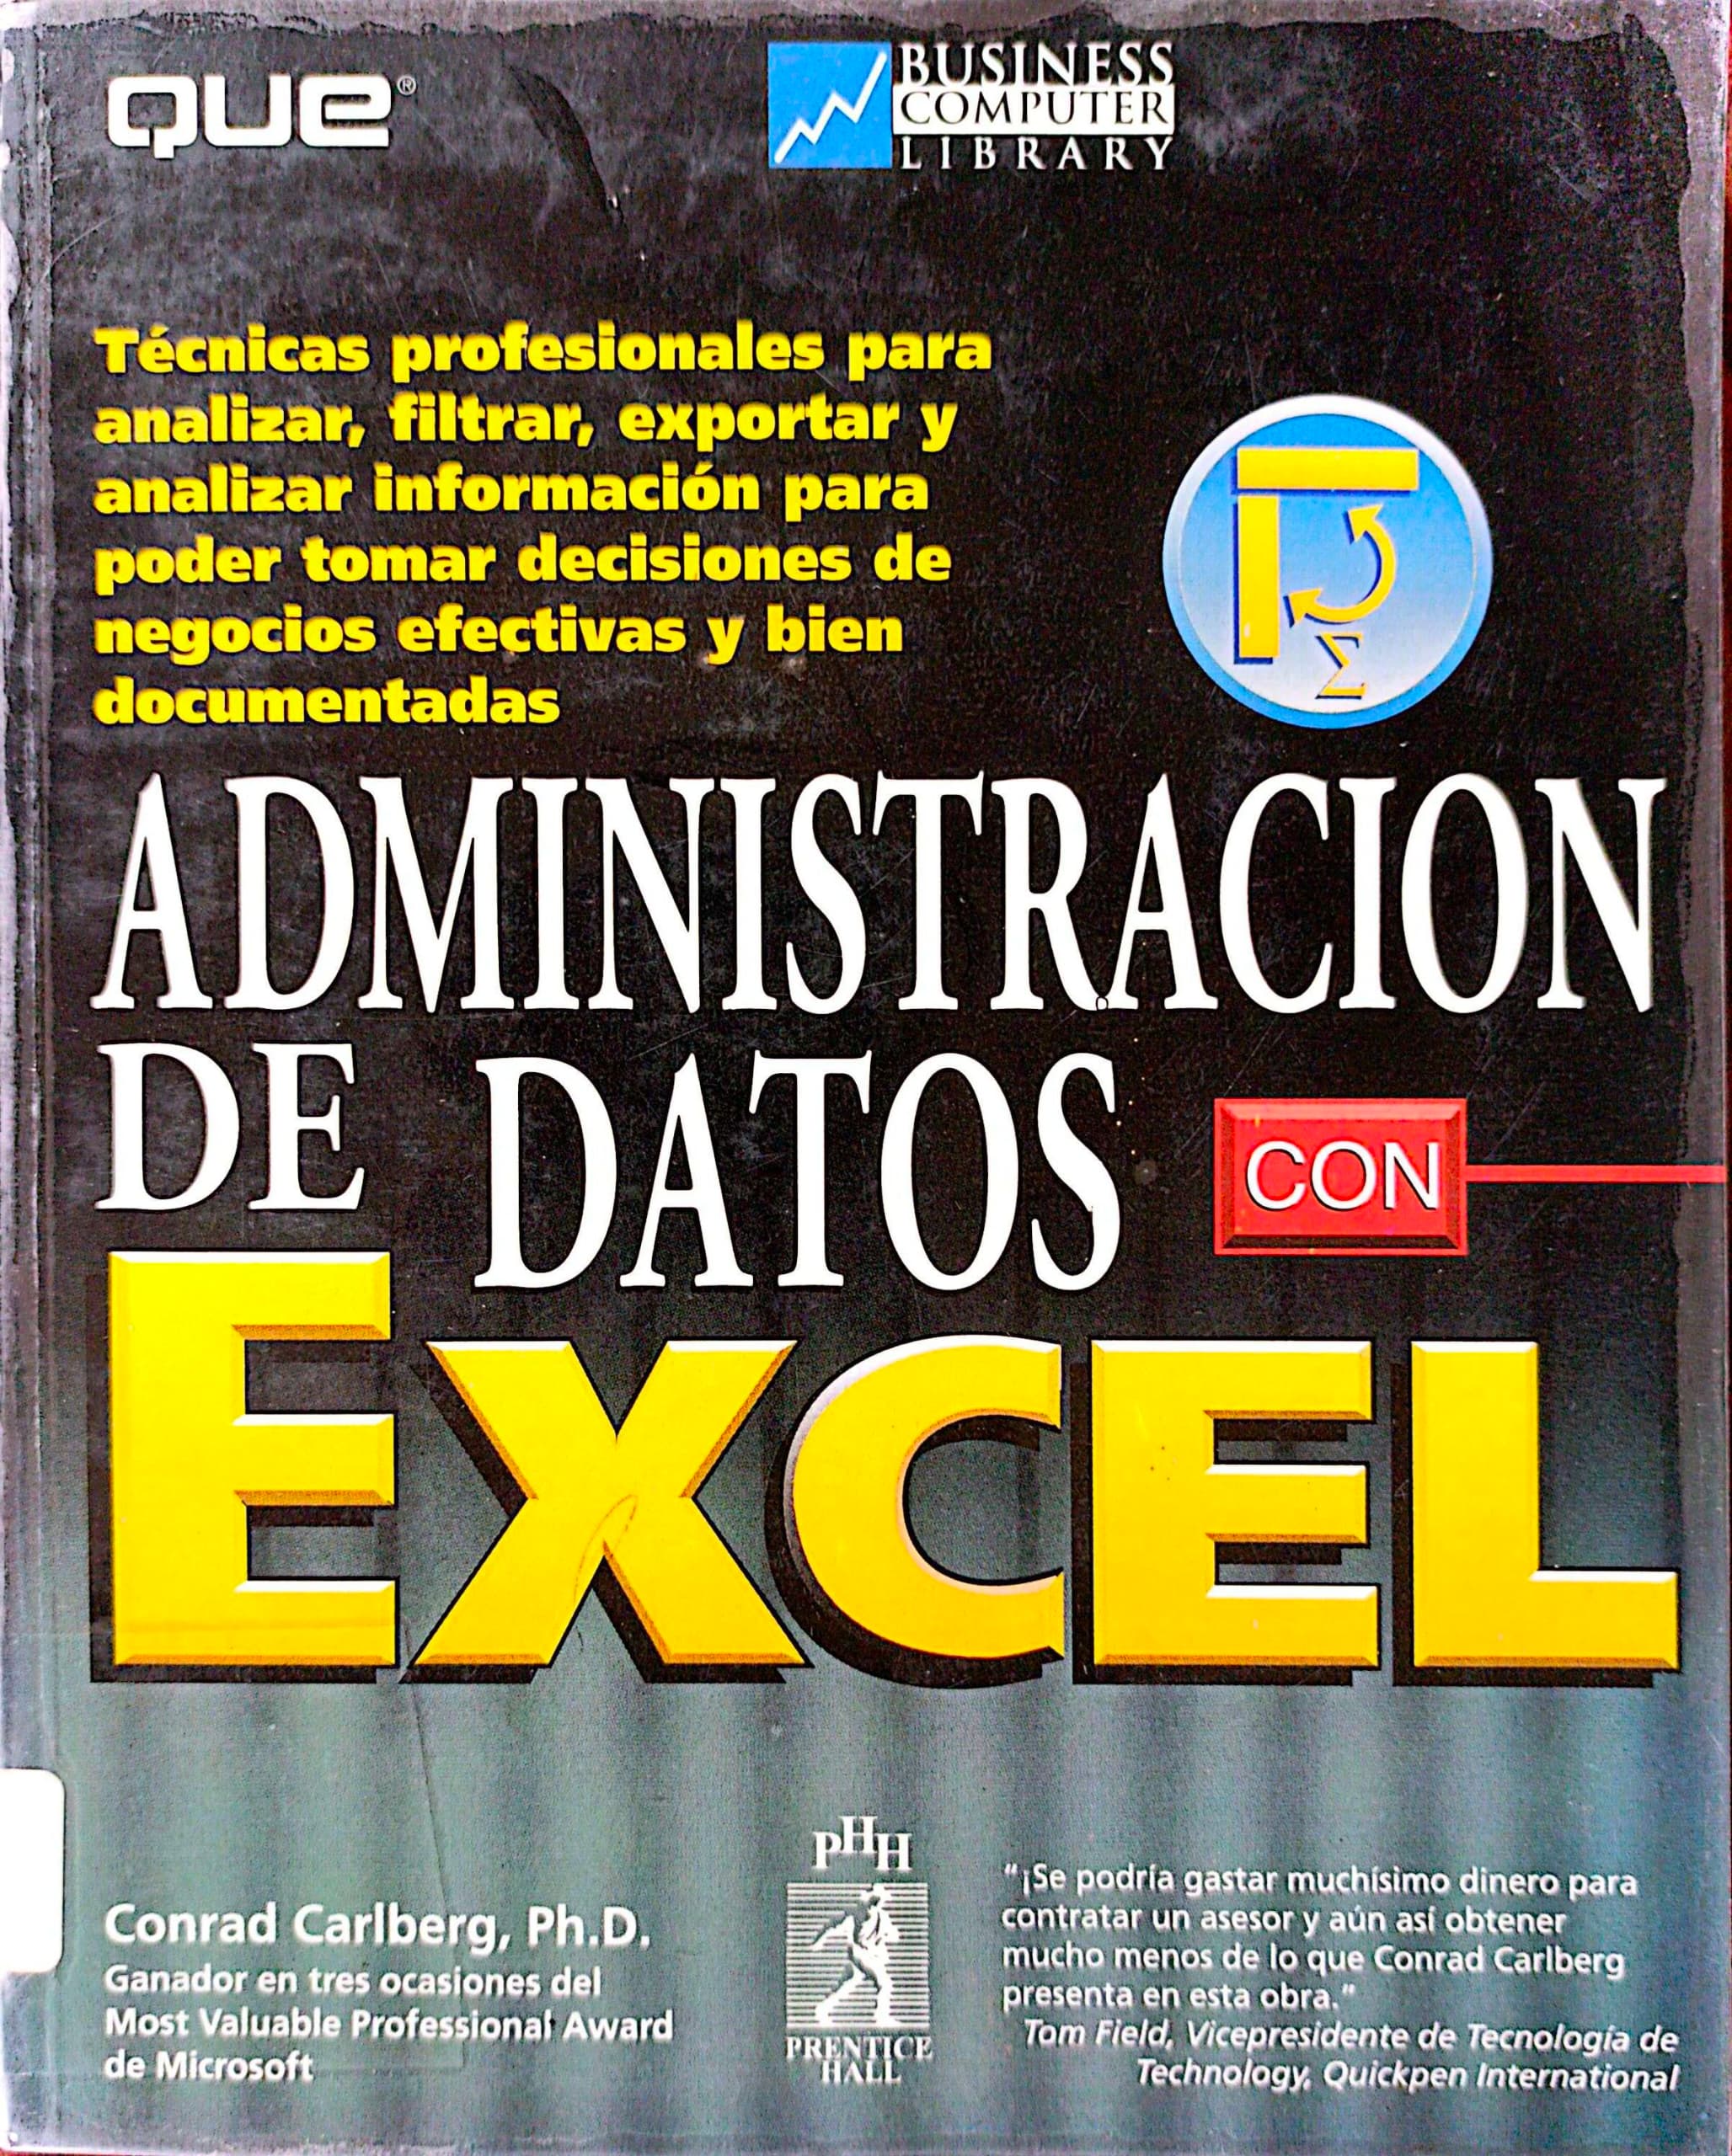 QUE®
BUSINESS
COMPUTER
LIBRARY
Técnicas profesionales para
analizar, filtrar, exportar y
analizar información para
poder tomar decisiones de
negocios efectivas y bien
documentadas
Σ
ADMINISTRACION
DE DATOS CON
EXCEL
Conrad Carlberg, Ph.D.
Ganador en tres ocasiones del
Most Valuable Professional Award
de Microsoft
PHH
PRENTICE
HALL
"¡Se podría gastar muchísimo dinero para
contratar un asesor y aún así obtener
mucho menos de lo que Conrad Carlberg
presenta en esta obra."
Tom Field, Vicepresidente de Tecnología de
Technology, Quickpen International